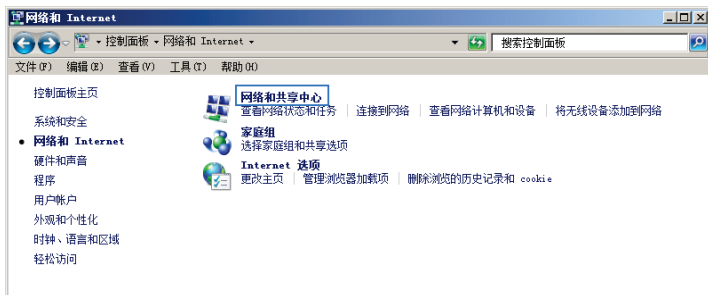 网络和 Internet
控制面板 网络和 Internet 搜索控制面板
文件(F) 编辑(E) 查看(V) 工具(T) 帮助(H)
控制面板主页
系统和安全
网络和 Internet
硬件和声音
程序
用户帐户
外观和个性化
时钟、语言和区域
轻松访问
网络和共享中心
查看网络状态和任务 连接到网络 查看网络计算机和设备 将无线设备添加到网络
家庭组
选择家庭组和共享选项
Internet 选项
更改主页 管理浏览器加载项 删除浏览的历史记录和 cookie